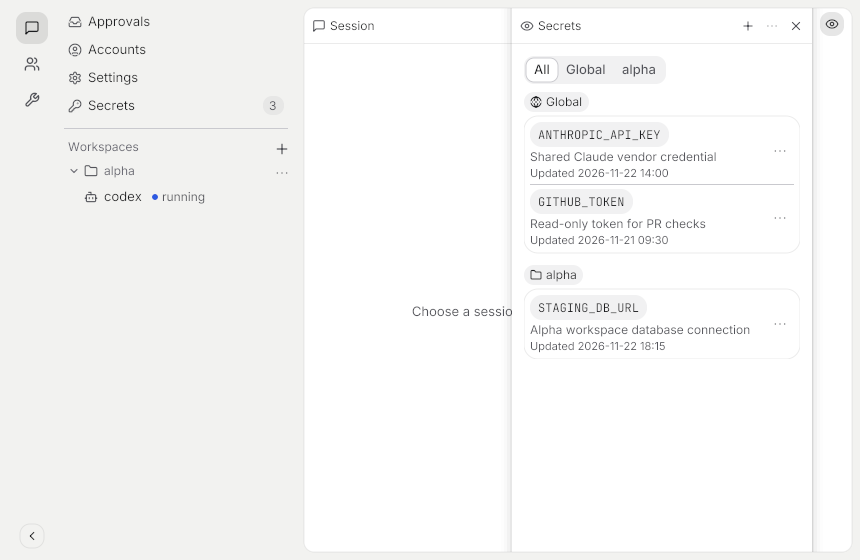 Approvals
Accounts
Settings
Secrets
3
Workspaces
alpha
codex
running
Session
Choose a sessio
Secrets
All
Global
alpha
Global
ANTHROPIC_API_KEY
Shared Claude vendor credential
Updated 2026-11-22 14:00
GITHUB_TOKEN
Read-only token for PR checks
Updated 2026-11-21 09:30
alpha
STAGING_DB_URL
Alpha workspace database connection
Updated 2026-11-22 18:15